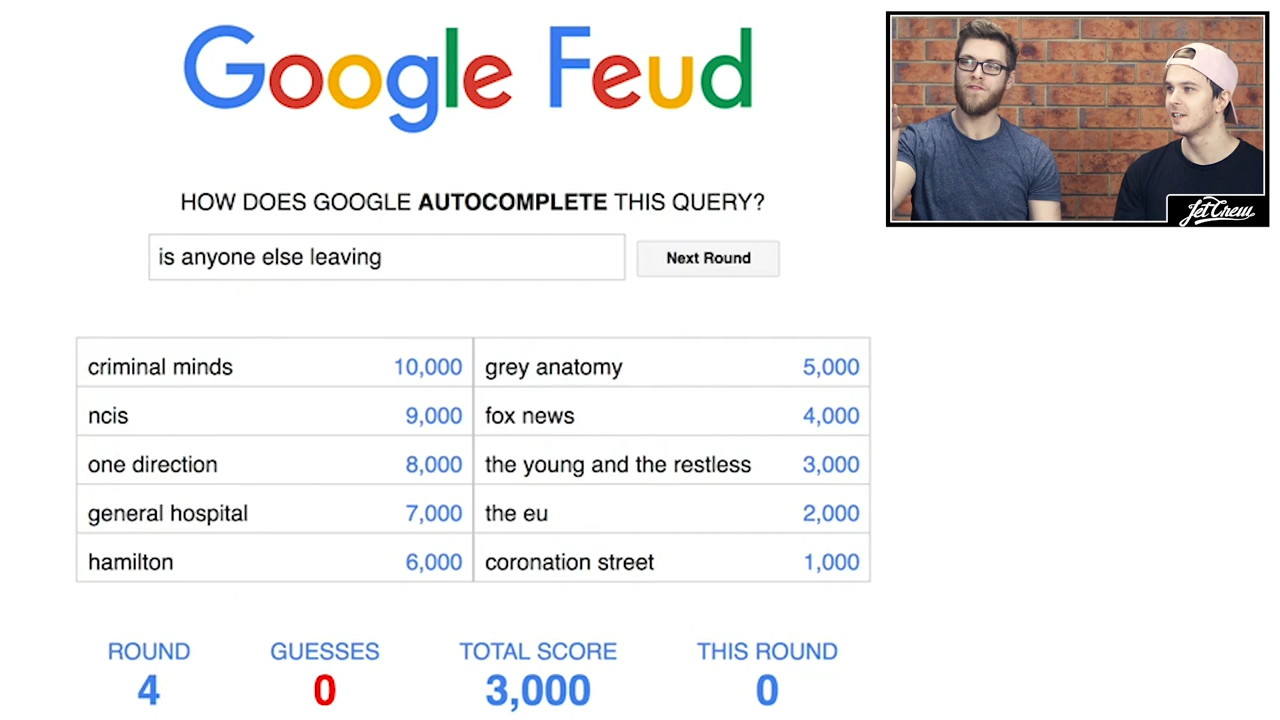 Google Feud
HOW DOES GOOGLE AUTOCOMPLETE THIS QUERY?
is anyone else leaving
Next Round
criminal minds 10,000
grey anatomy 5,000
ncis 9,000
fox news 4,000
one direction 8,000
the young and the restless 3,000
general hospital 7,000
the eu 2,000
hamilton 6,000
coronation street 1,000
ROUND GUESSES TOTAL SCORE THIS ROUND
4 0 3,000 0
JetCrew